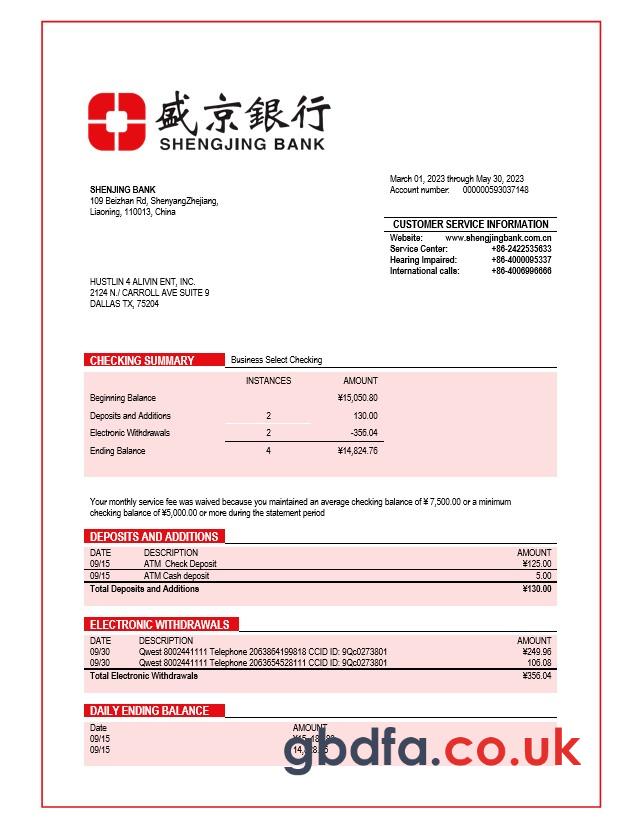 盛京銀行
SHENGJING BANK
March 01, 2023 through May 30, 2023
Account number: 000000593037148
SHENJING BANK
109 Beizhan Rd, ShenyangZhejiang,
Liaoning, 110013, China
CUSTOMER SERVICE INFORMATION
Website: www.shengjingbank.com.cn
Service Center: +86-2422535633
Hearing Impaired: +86-4000095337
International calls: +86-4006996666
HUSTLIN 4 ALIVIN ENT, INC.
2124 N./ CARROLL AVE SUITE 9
DALLAS TX, 75204
CHECKING SUMMARY Business Select Checking
INSTANCES AMOUNT
Beginning Balance ¥15,050.80
Deposits and Additions 2 130.00
Electronic Withdrawals 2 -356.04
Ending Balance 4 ¥14,824.76
Your monthly service fee was waived because you maintained an average checking balance of ¥ 7,500.00 or a minimum
checking balance of ¥5,000.00 or more during the statement period
DEPOSITS AND ADDITIONS
DATE DESCRIPTION AMOUNT
09/15 ATM Check Deposit ¥125.00
09/15 ATM Cash deposit 5.00
Total Deposits and Additions ¥130.00
ELECTRONIC WITHDRAWALS
DATE DESCRIPTION AMOUNT
09/30 Qwest 8002441111 Telephone 2063864199818 CCID ID: 9Qc0273801 ¥249.96
09/30 Qwest 8002441111 Telephone 2063654528111 CCID ID: 9Qc0273801 106.08
Total Electronic Withdrawals ¥356.04
DAILY ENDING BALANCE
Date AMOUNT
09/15
09/15
gbdfa.co.uk